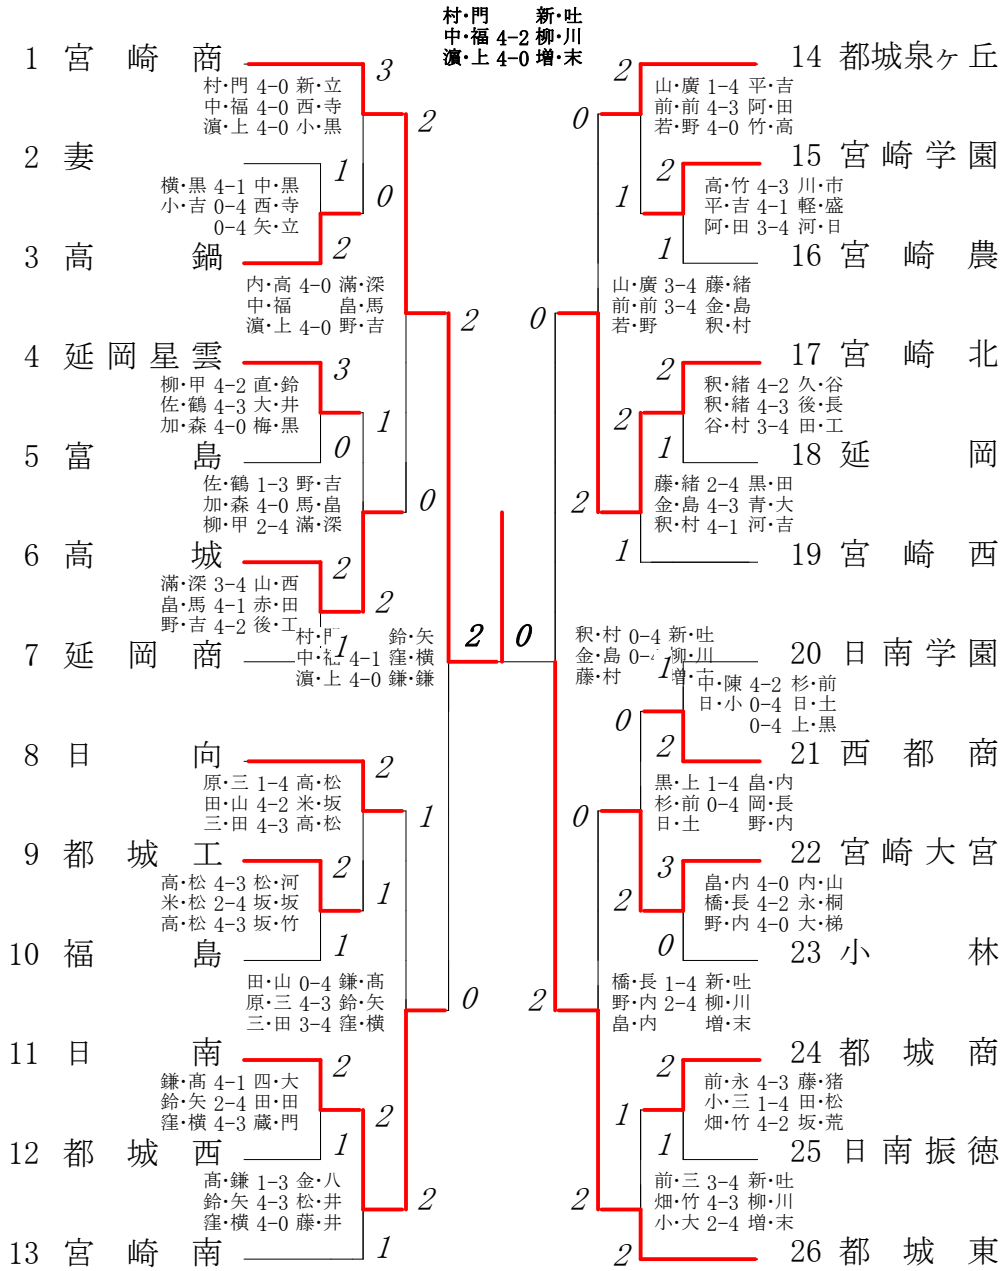 村・門 新・吐
中・福 4-2 柳・川
濵・上 4-0 増・末
1 宮崎商
3
村・門 4-0 新・立
中・福 4-0 西・寺
濵・上 4-0 小・黒
2
2 妻
1
横・黒 4-1 中・黒
小・吉 0-4 西・寺
0-4 矢・立
0
2
3 高鍋
内・高 4-0 滿・深
中・福 畠・馬
濵・上 4-0 野・吉
2
4 延岡星雲
3
柳・甲 4-2 直・鈴
佐・鶴 4-3 大・井
加・森 4-0 梅・黒
1
0
5 富島
佐・鶴 1-3 野・吉
加・森 4-0 馬・畠
柳・甲 2-4 滿・深
0
6 高城
2
滿・深 3-4 山・西
畠・馬 4-1 赤・田
野・吉 4-2 後・工
2
1
7 延岡商
村・門 鈴・矢
中・福 4-1 窪・横
濵・上 4-0 鎌・鎌
2 0
8 日向
2
原・三 1-4 高・松
田・山 4-2 米・坂
三・田 4-3 高・松
1
9 都城工
2
高・松 4-3 松・河
米・松 2-4 坂・坂
高・松 4-3 坂・竹
1
1
10 福島
田・山 0-4 鎌・髙
原・三 4-3 鈴・矢
三・田 3-4 窪・横
0
11 日南
2
鎌・髙 4-1 四・大
鈴・矢 2-4 田・田
窪・横 4-3 蔵・門
2
1
12 都城西
髙・鎌 1-3 金・八
鈴・矢 4-3 松・井
窪・横 4-0 藤・井
2
1
13 宮崎南
14 都城泉ヶ丘
2
山・廣 1-4 平・吉
前・前 4-3 阿・田
若・野 4-0 竹・高
0
15 宮崎学園
2
高・竹 4-3 川・市
平・吉 4-1 軽・盛
阿・田 3-4 河・日
1
1
16 宮崎農
山・廣 3-4 藤・緒
前・前 3-4 金・島
若・野 釈・村
0
17 宮崎北
2
釈・緒 4-2 久・谷
釈・緒 4-3 後・長
谷・村 3-4 田・工
2
1
18 延岡
藤・緒 2-4 黒・田
金・島 4-3 青・大
釈・村 4-1 河・吉
2
1
19 宮崎西
釈・村 0-4 新・吐
金・島 0-4 柳・川
藤・村 増・末
20 日南学園
1
中・陳 4-2 杉・前
日・小 0-4 日・土
0-4 上・黒
0
2
21 西都商
黒・上 1-4 畠・内
杉・前 0-4 岡・長
日・土 野・内
0
22 宮崎大宮
3
畠・内 4-0 内・山
橋・長 4-2 永・桐
野・内 4-0 大・梯
2
0
23 小林
橋・長 1-4 新・吐
野・内 2-4 柳・川
畠・内 増・末
2
24 都城商
2
前・永 4-3 藤・猪
小・三 1-4 田・松
畑・竹 4-2 坂・荒
1
1
25 日南振徳
前・三 3-4 新・吐
畑・竹 4-3 柳・川
小・大 2-4 増・末
2
2
26 都城東